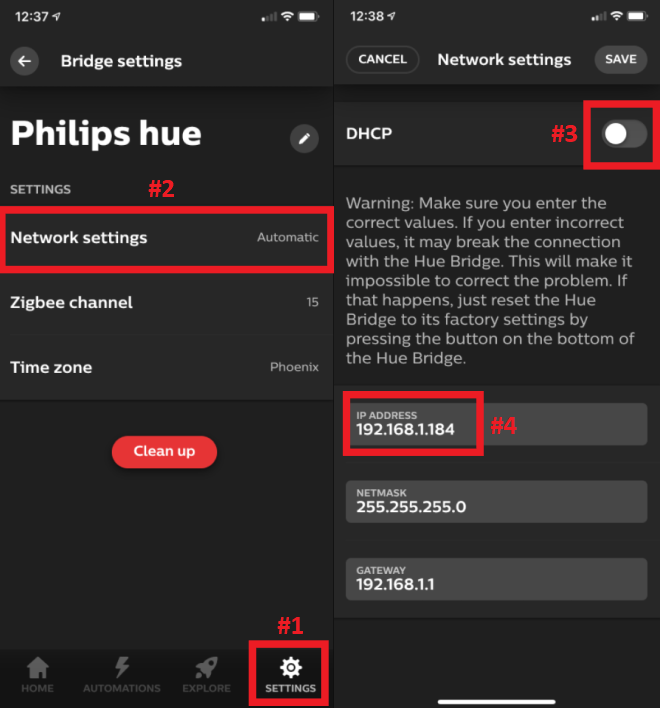 12:37
Bridge settings
Philips hue
SETTINGS
#2
Network settings
Automatic
Zigbee channel
15
Time zone
Phoenix
Clean up
#1
HOME
AUTOMATIONS
EXPLORE
SETTINGS
12:38
CANCEL
Network settings
SAVE
DHCP
#3
Warning: Make sure you enter the
correct values. If you enter incorrect
values, it may break the connection
with the Hue Bridge. This will make it
impossible to correct the problem. If
that happens, just reset the Hue
Bridge to its factory settings by
pressing the button on the bottom of
the Hue Bridge.
IP ADDRESS
192.168.1.184
#4
NETMASK
255.255.255.0
GATEWAY
192.168.1.1